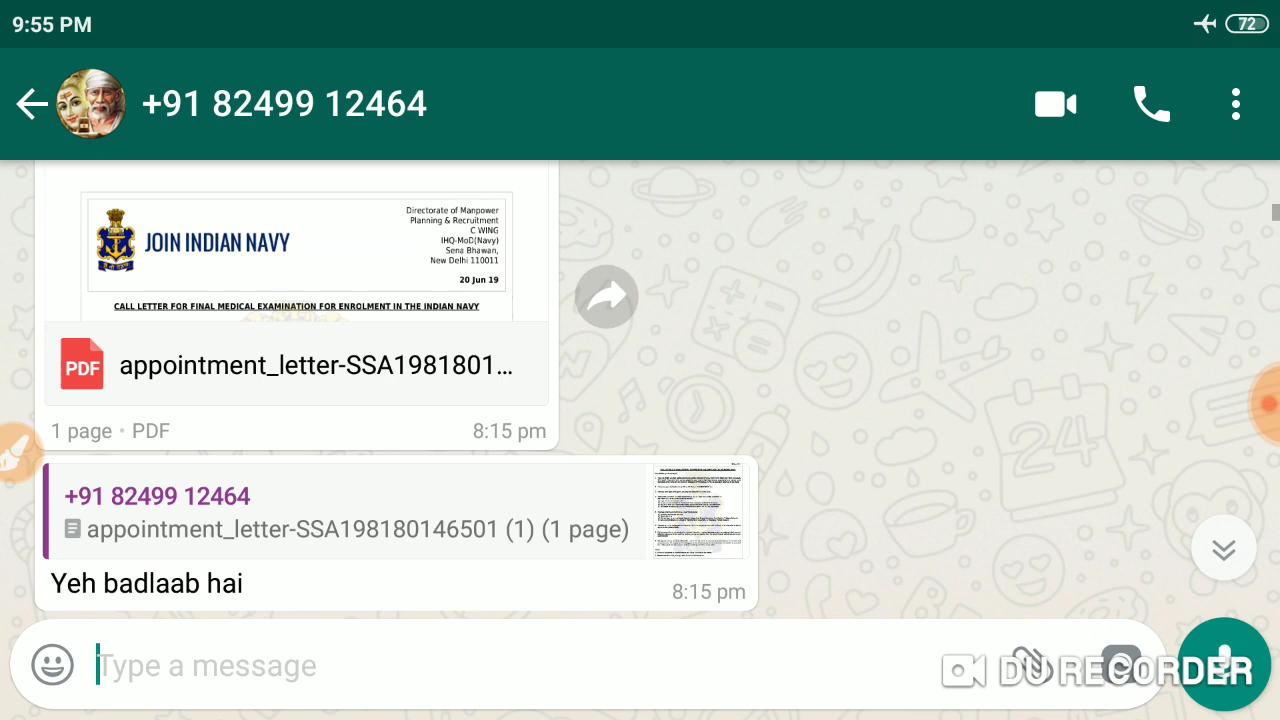 9:55 PM
72
+91 82499 12464
JOIN INDIAN NAVY
Directorate of Manpower
Planning & Recruitment
C WING
IHQ-MoD(Navy)
Sena Bhawan,
New Delhi 110011
20 Jun 19
CALL LETTER FOR FINAL MEDICAL EXAMINATION FOR ENROLMENT IN THE INDIAN NAVY
PDF
appointment_letter-SSA1981801...
1 page • PDF
8:15 pm
+91 82499 12464
appointment_letter-SSA198180146501 (1) (1 page)
Yeh badlaab hai
8:15 pm
Type a message
DU RECORDER